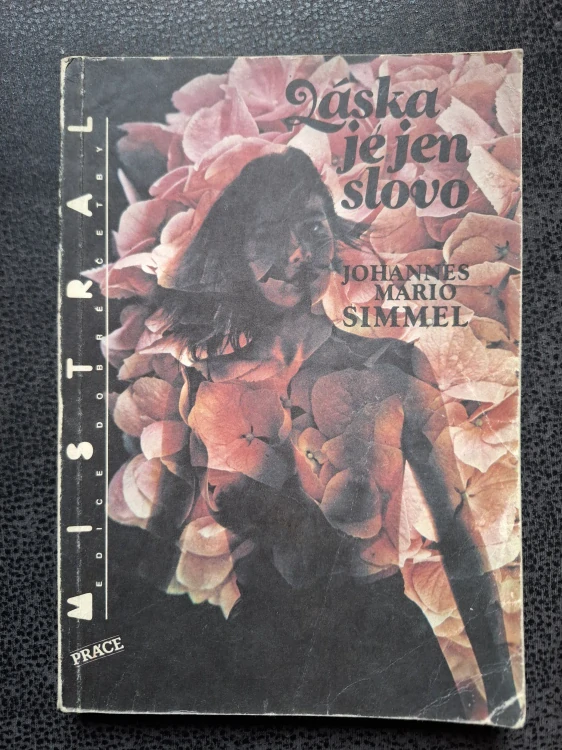 Láska
je jen
slovo
JOHANNES
MARIO
SIMMEL
MISTRAL
EDICE DOBRÉ ČETBY
PRÁCE